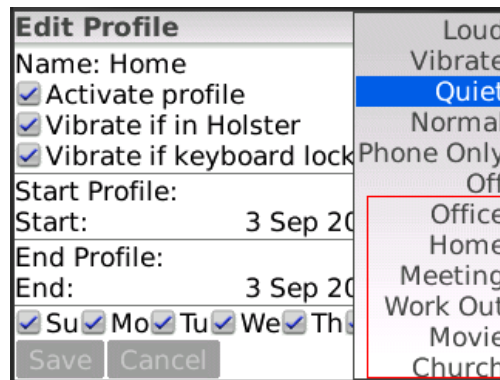 Edit Profile
Name: Home
Activate profile
Vibrate if in Holster
Vibrate if keyboard lock
Start Profile:
Start: 3 Sep 20
End Profile:
End: 3 Sep 20
Su Mo Tu We Th
Save Cancel
Loud
Vibrate
Quiet
Normal
Phone Only
Off
Office
Home
Meeting
Work Out
Movie
Church